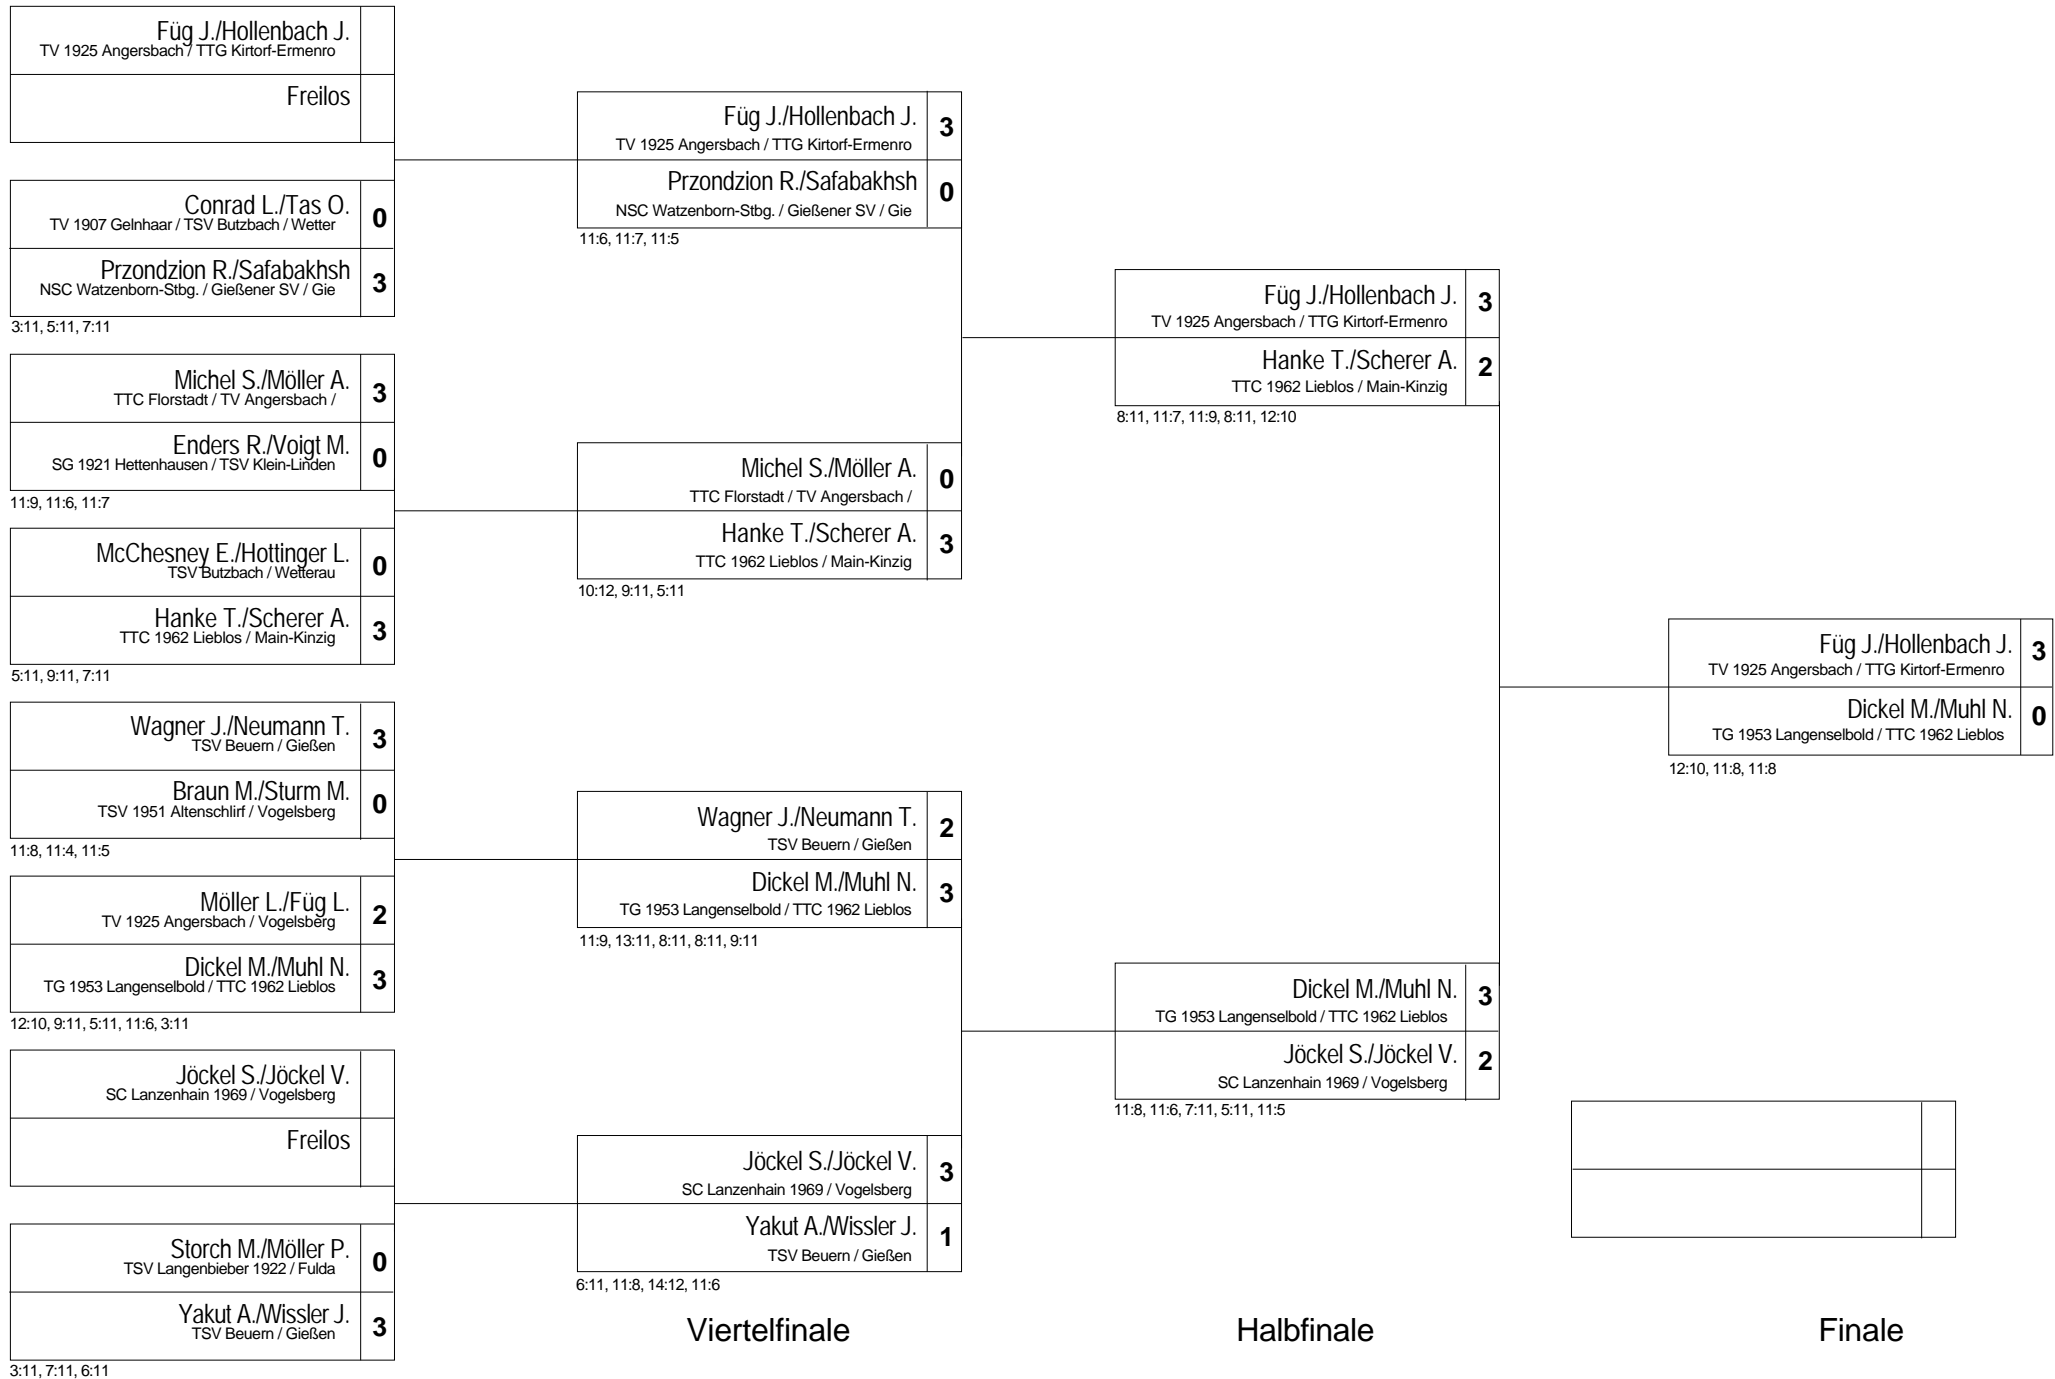 Füg J./Hollenbach J.
TV 1925 Angersbach / TTG Kirtorf-Ermenro
Freilos
Conrad L./Tas O. 0
TV 1907 Gelnhaar / TSV Butzbach / Wetter
Przondzion R./Safabakhsh 3
NSC Watzenborn-Stbg. / Gießener SV / Gie
3:11, 5:11, 7:11
Michel S./Möller A. 3
TTC Florstadt / TV Angersbach /
Enders R./Voigt M. 0
SG 1921 Hettenhausen / TSV Klein-Linden
11:9, 11:6, 11:7
McChesney E./Hottinger L. 0
TSV Butzbach / Wetterau
Hanke T./Scherer A. 3
TTC 1962 Lieblos / Main-Kinzig
5:11, 9:11, 7:11
Wagner J./Neumann T. 3
TSV Beuern / Gießen
Braun M./Sturm M. 0
TSV 1951 Altenschlirf / Vogelsberg
11:8, 11:4, 11:5
Möller L./Füg L. 2
TV 1925 Angersbach / Vogelsberg
Dickel M./Muhl N. 3
TG 1953 Langenselbold / TTC 1962 Lieblos
12:10, 9:11, 5:11, 11:6, 3:11
Jöckel S./Jöckel V.
SC Lanzenhain 1969 / Vogelsberg
Freilos
Storch M./Möller P. 0
TSV Langenbieber 1922 / Fulda
Yakut A./Wissler J. 3
TSV Beuern / Gießen
3:11, 7:11, 6:11
Füg J./Hollenbach J. 3
TV 1925 Angersbach / TTG Kirtorf-Ermenro
Przondzion R./Safabakhsh 0
NSC Watzenborn-Stbg. / Gießener SV / Gie
11:6, 11:7, 11:5
Michel S./Möller A. 0
TTC Florstadt / TV Angersbach /
Hanke T./Scherer A. 3
TTC 1962 Lieblos / Main-Kinzig
10:12, 9:11, 5:11
Wagner J./Neumann T. 2
TSV Beuern / Gießen
Dickel M./Muhl N. 3
TG 1953 Langenselbold / TTC 1962 Lieblos
11:9, 13:11, 8:11, 8:11, 9:11
Jöckel S./Jöckel V. 3
SC Lanzenhain 1969 / Vogelsberg
Yakut A./Wissler J. 1
TSV Beuern / Gießen
6:11, 11:8, 14:12, 11:6
Viertelfinale
Füg J./Hollenbach J. 3
TV 1925 Angersbach / TTG Kirtorf-Ermenro
Hanke T./Scherer A. 2
TTC 1962 Lieblos / Main-Kinzig
8:11, 11:7, 11:9, 8:11, 12:10
Dickel M./Muhl N. 3
TG 1953 Langenselbold / TTC 1962 Lieblos
Jöckel S./Jöckel V. 2
SC Lanzenhain 1969 / Vogelsberg
11:8, 11:6, 7:11, 5:11, 11:5
Halbfinale
Füg J./Hollenbach J. 3
TV 1925 Angersbach / TTG Kirtorf-Ermenro
Dickel M./Muhl N. 0
TG 1953 Langenselbold / TTC 1962 Lieblos
12:10, 11:8, 11:8
Finale